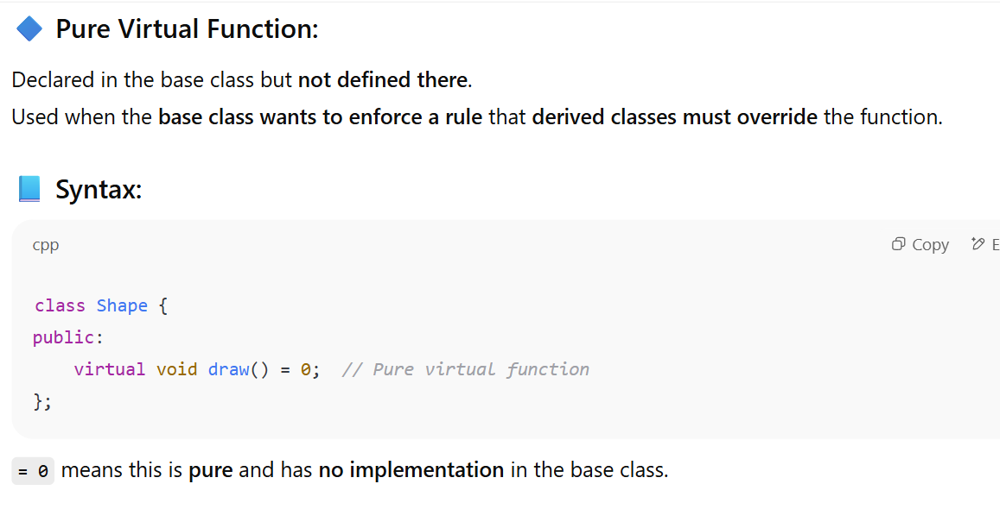 Pure Virtual Function:
Declared in the base class but not defined there.
Used when the base class wants to enforce a rule that derived classes must override the function.
Syntax:
cpp
Copy
E
class Shape {
public:
    virtual void draw() = 0;  // Pure virtual function
};
= 0 means this is pure and has no implementation in the base class.